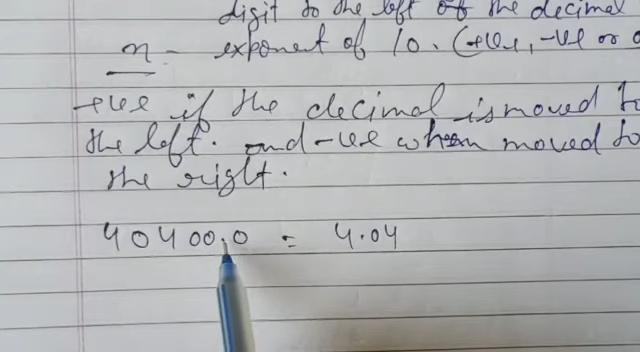 digit to the left of the decimal
n - exponent of 10. (+ve, -ve or
+ve if the decimal is moved to
the left. and -ve when moved to
the right.
40400.0 = 4.04